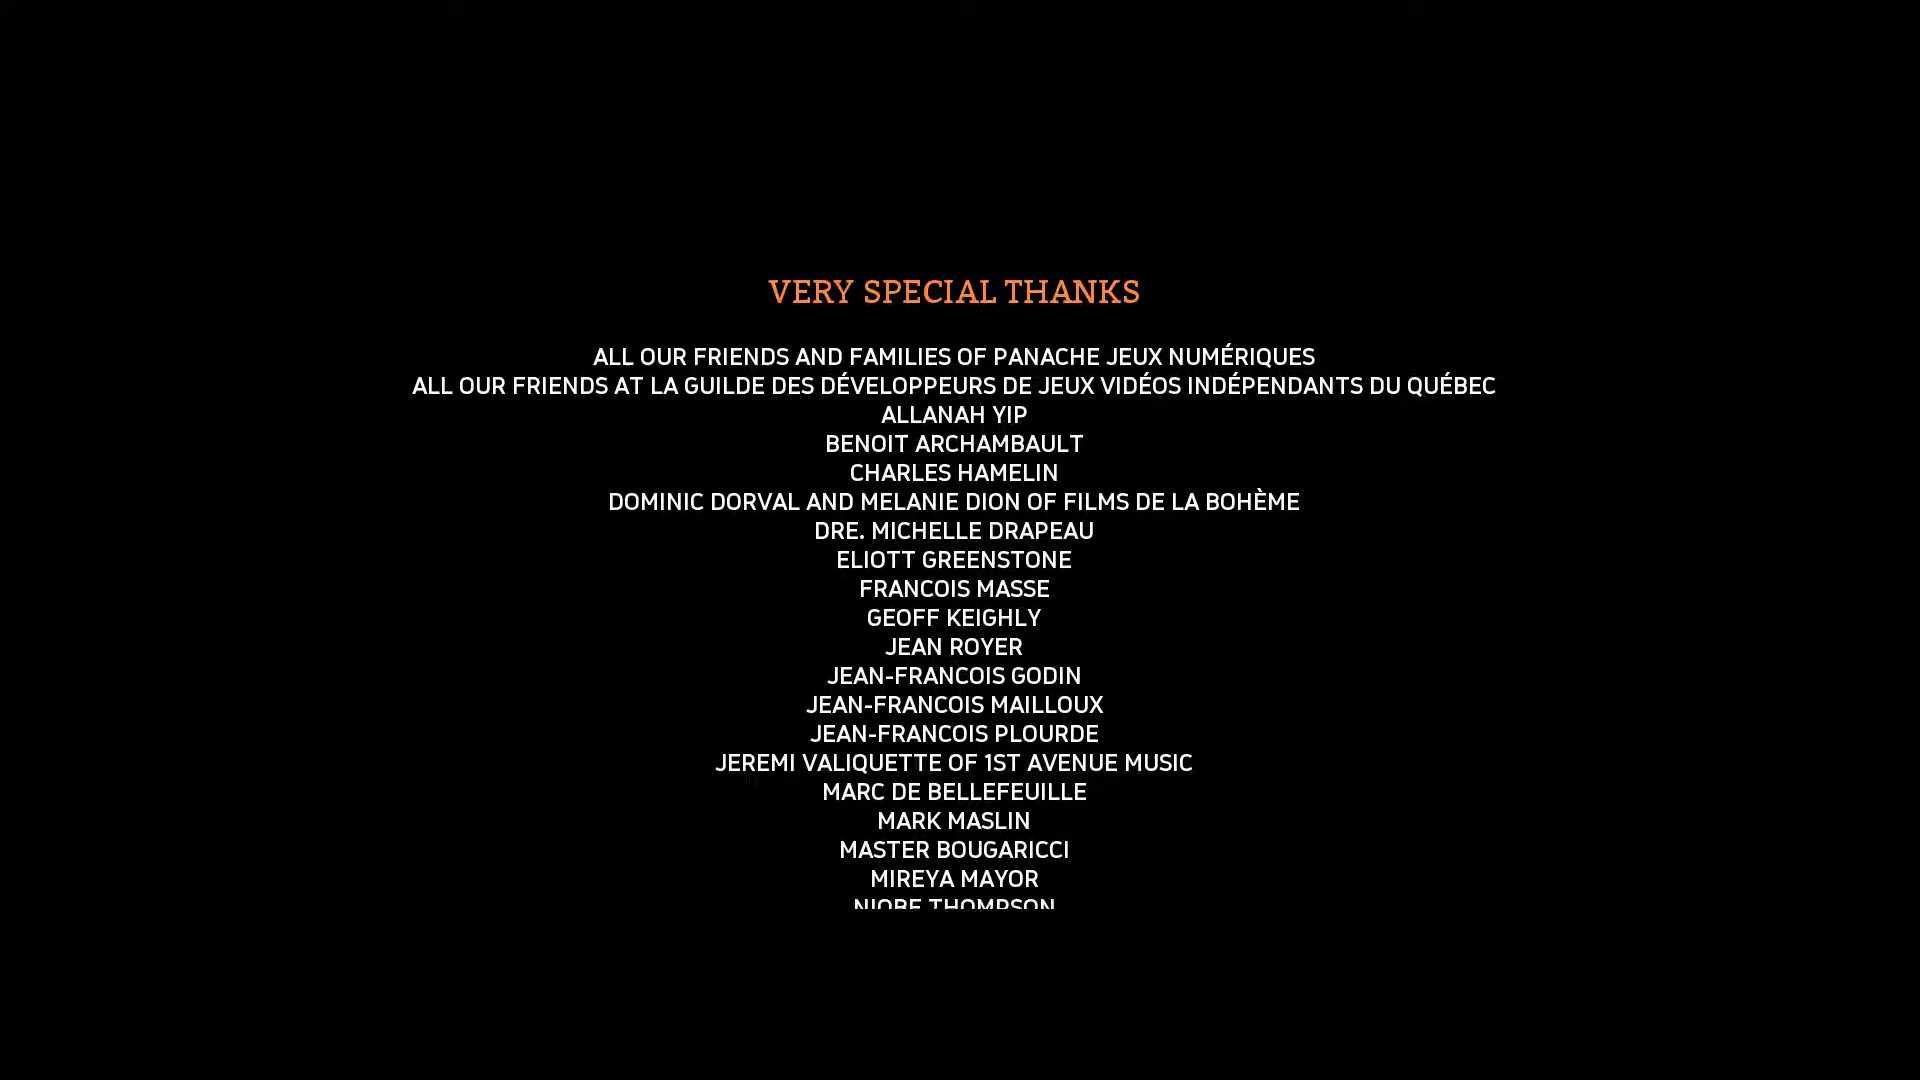 VERY SPECIAL THANKS
ALL OUR FRIENDS AND FAMILIES OF PANACHE JEUX NUMÉRIQUES
ALL OUR FRIENDS AT LA GUILDE DES DÉVELOPPEURS DE JEUX VIDÉOS INDÉPENDANTS DU QUÉBEC
ALLANAH YIP
BENOIT ARCHAMBAULT
CHARLES HAMELIN
DOMINIC DORVAL AND MELANIE DION OF FILMS DE LA BOHÈME
DRE. MICHELLE DRAPEAU
ELIOTT GREENSTONE
FRANCOIS MASSE
GEOFF KEIGHLY
JEAN ROYER
JEAN-FRANCOIS GODIN
JEAN-FRANCOIS MAILLOUX
JEAN-FRANCOIS PLOURDE
JEREMI VALIQUETTE OF 1ST AVENUE MUSIC
MARC DE BELLEFEUILLE
MARK MASLIN
MASTER BOUGARICCI
MIREYA MAYOR
NIOBE THOMPSON